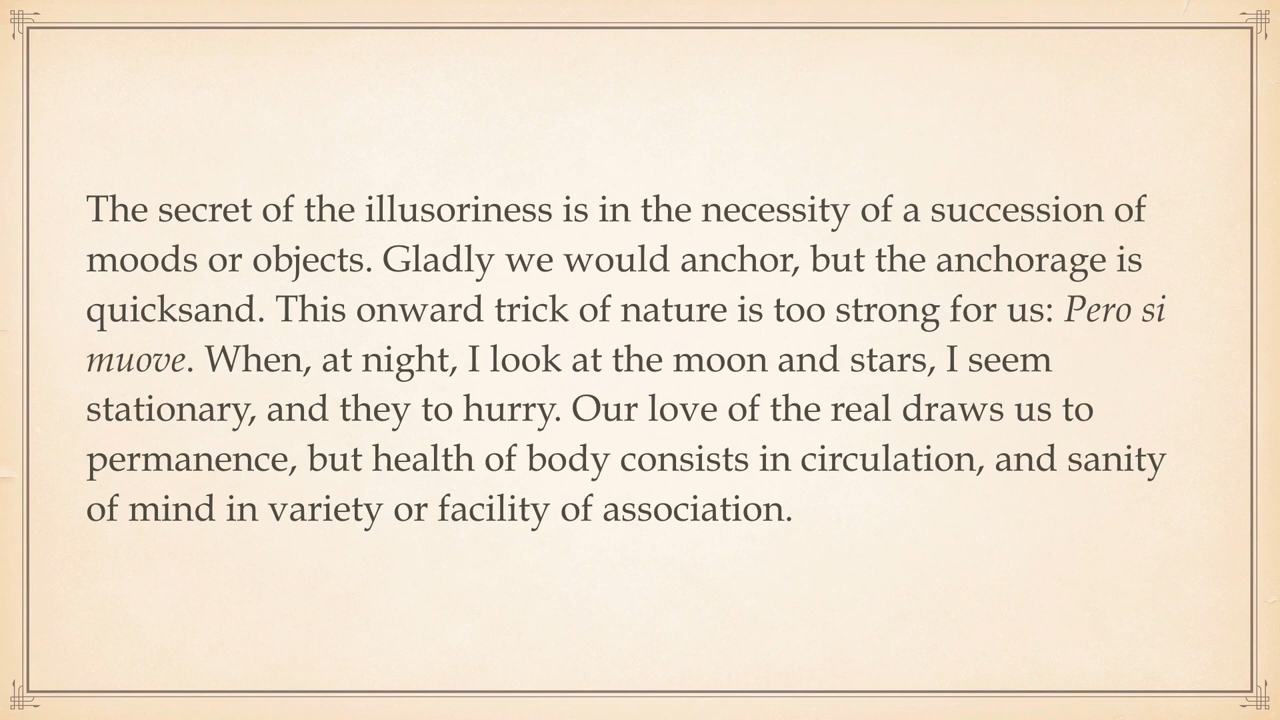 The secret of the illusoriness is in the necessity of a succession of
moods or objects. Gladly we would anchor, but the anchorage is
quicksand. This onward trick of nature is too strong for us: Pero si
muove. When, at night, I look at the moon and stars, I seem
stationary, and they to hurry. Our love of the real draws us to
permanence, but health of body consists in circulation, and sanity
of mind in variety or facility of association.